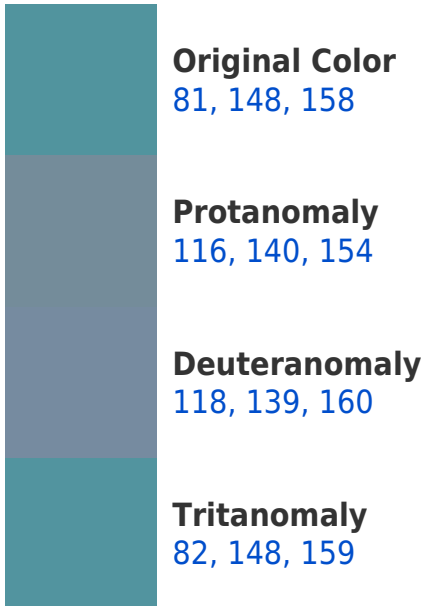 Original Color
81, 148, 158
Protanomaly
116, 140, 154
Deuteranomaly
118, 139, 160
Tritanomaly
82, 148, 159